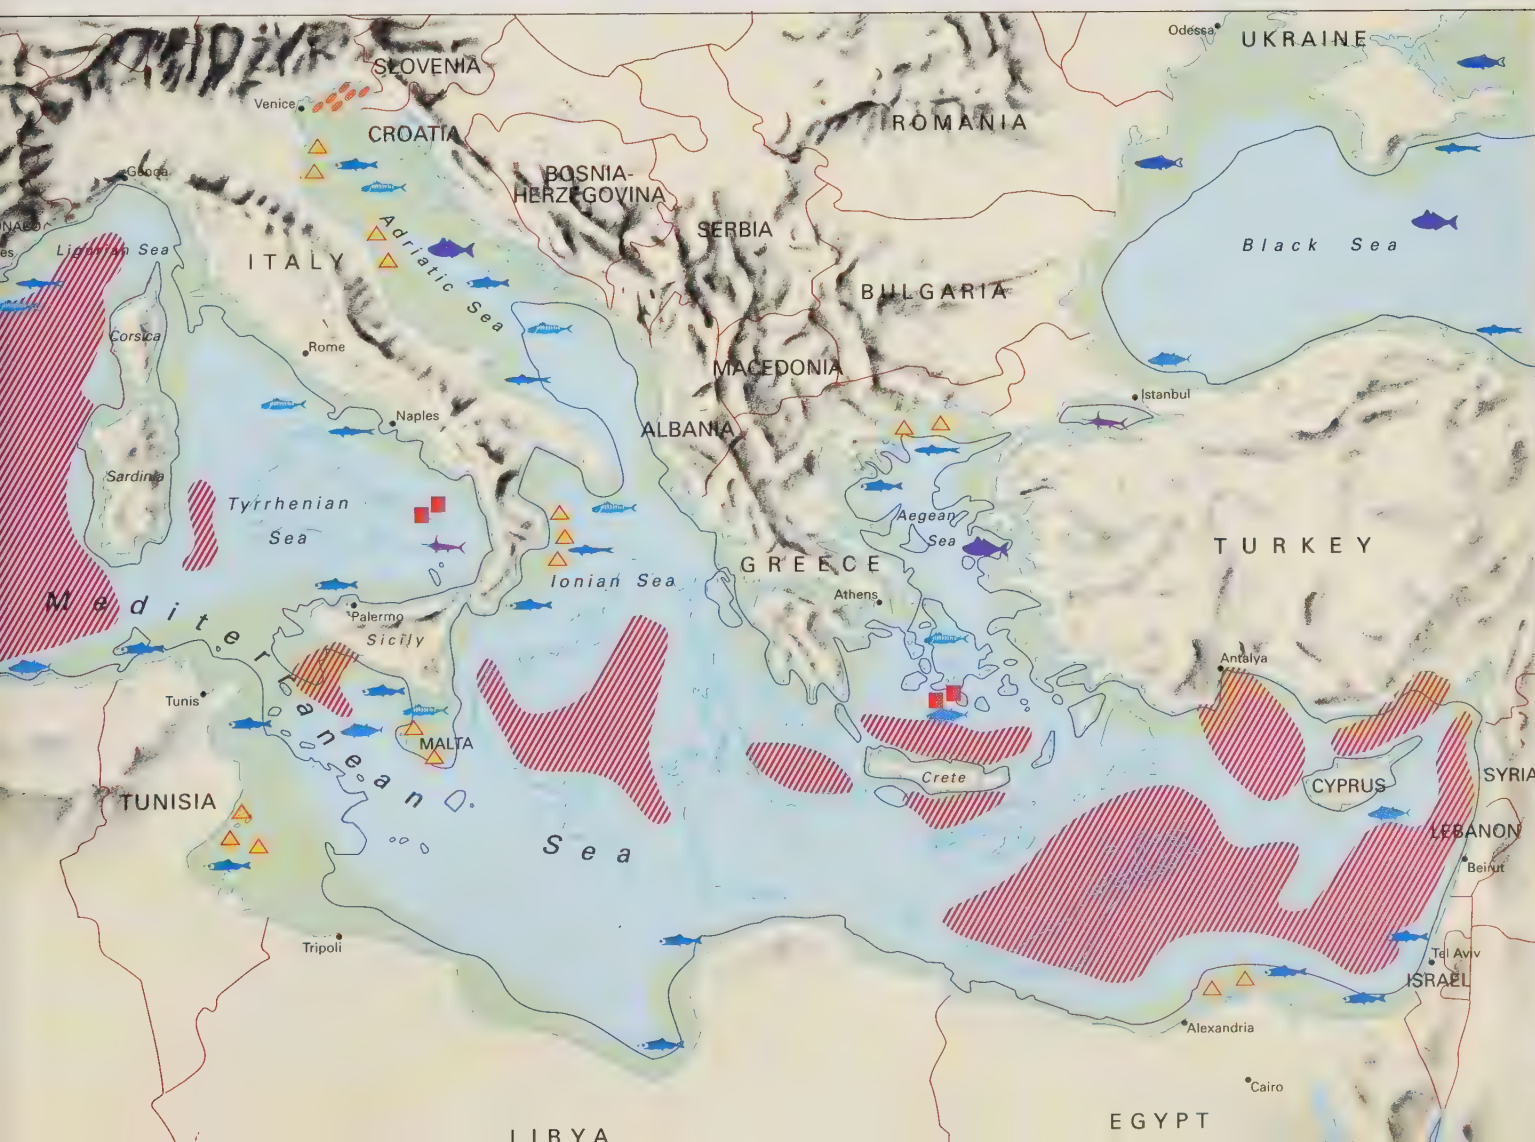 Odessa
UKRAINE
SLOVENIA
Venice
CROATIA
ROMANIA
Genoa
BOSNIA-
HERZEGOVINA
SERBIA
Ligurian Sea
ITALY
Adriatic Sea
Black Sea
BULGARIA
Corsica
Rome
MACEDONIA
Istanbul
Naples
ALBANIA
Sardinia
Tyrrhenian
Sea
Aegean
Sea
TURKEY
GREECE
Ionian Sea
Athens
Mediterranean
Sea
Palermo
Sicily
Antalya
Tunis
MALTA
Crete
CYPRUS
SYRIA
TUNISIA
LEBANON
Beirut
Tripoli
Tel Aviv
ISRAEL
Alexandria
Cairo
EGYPT
LIBYA